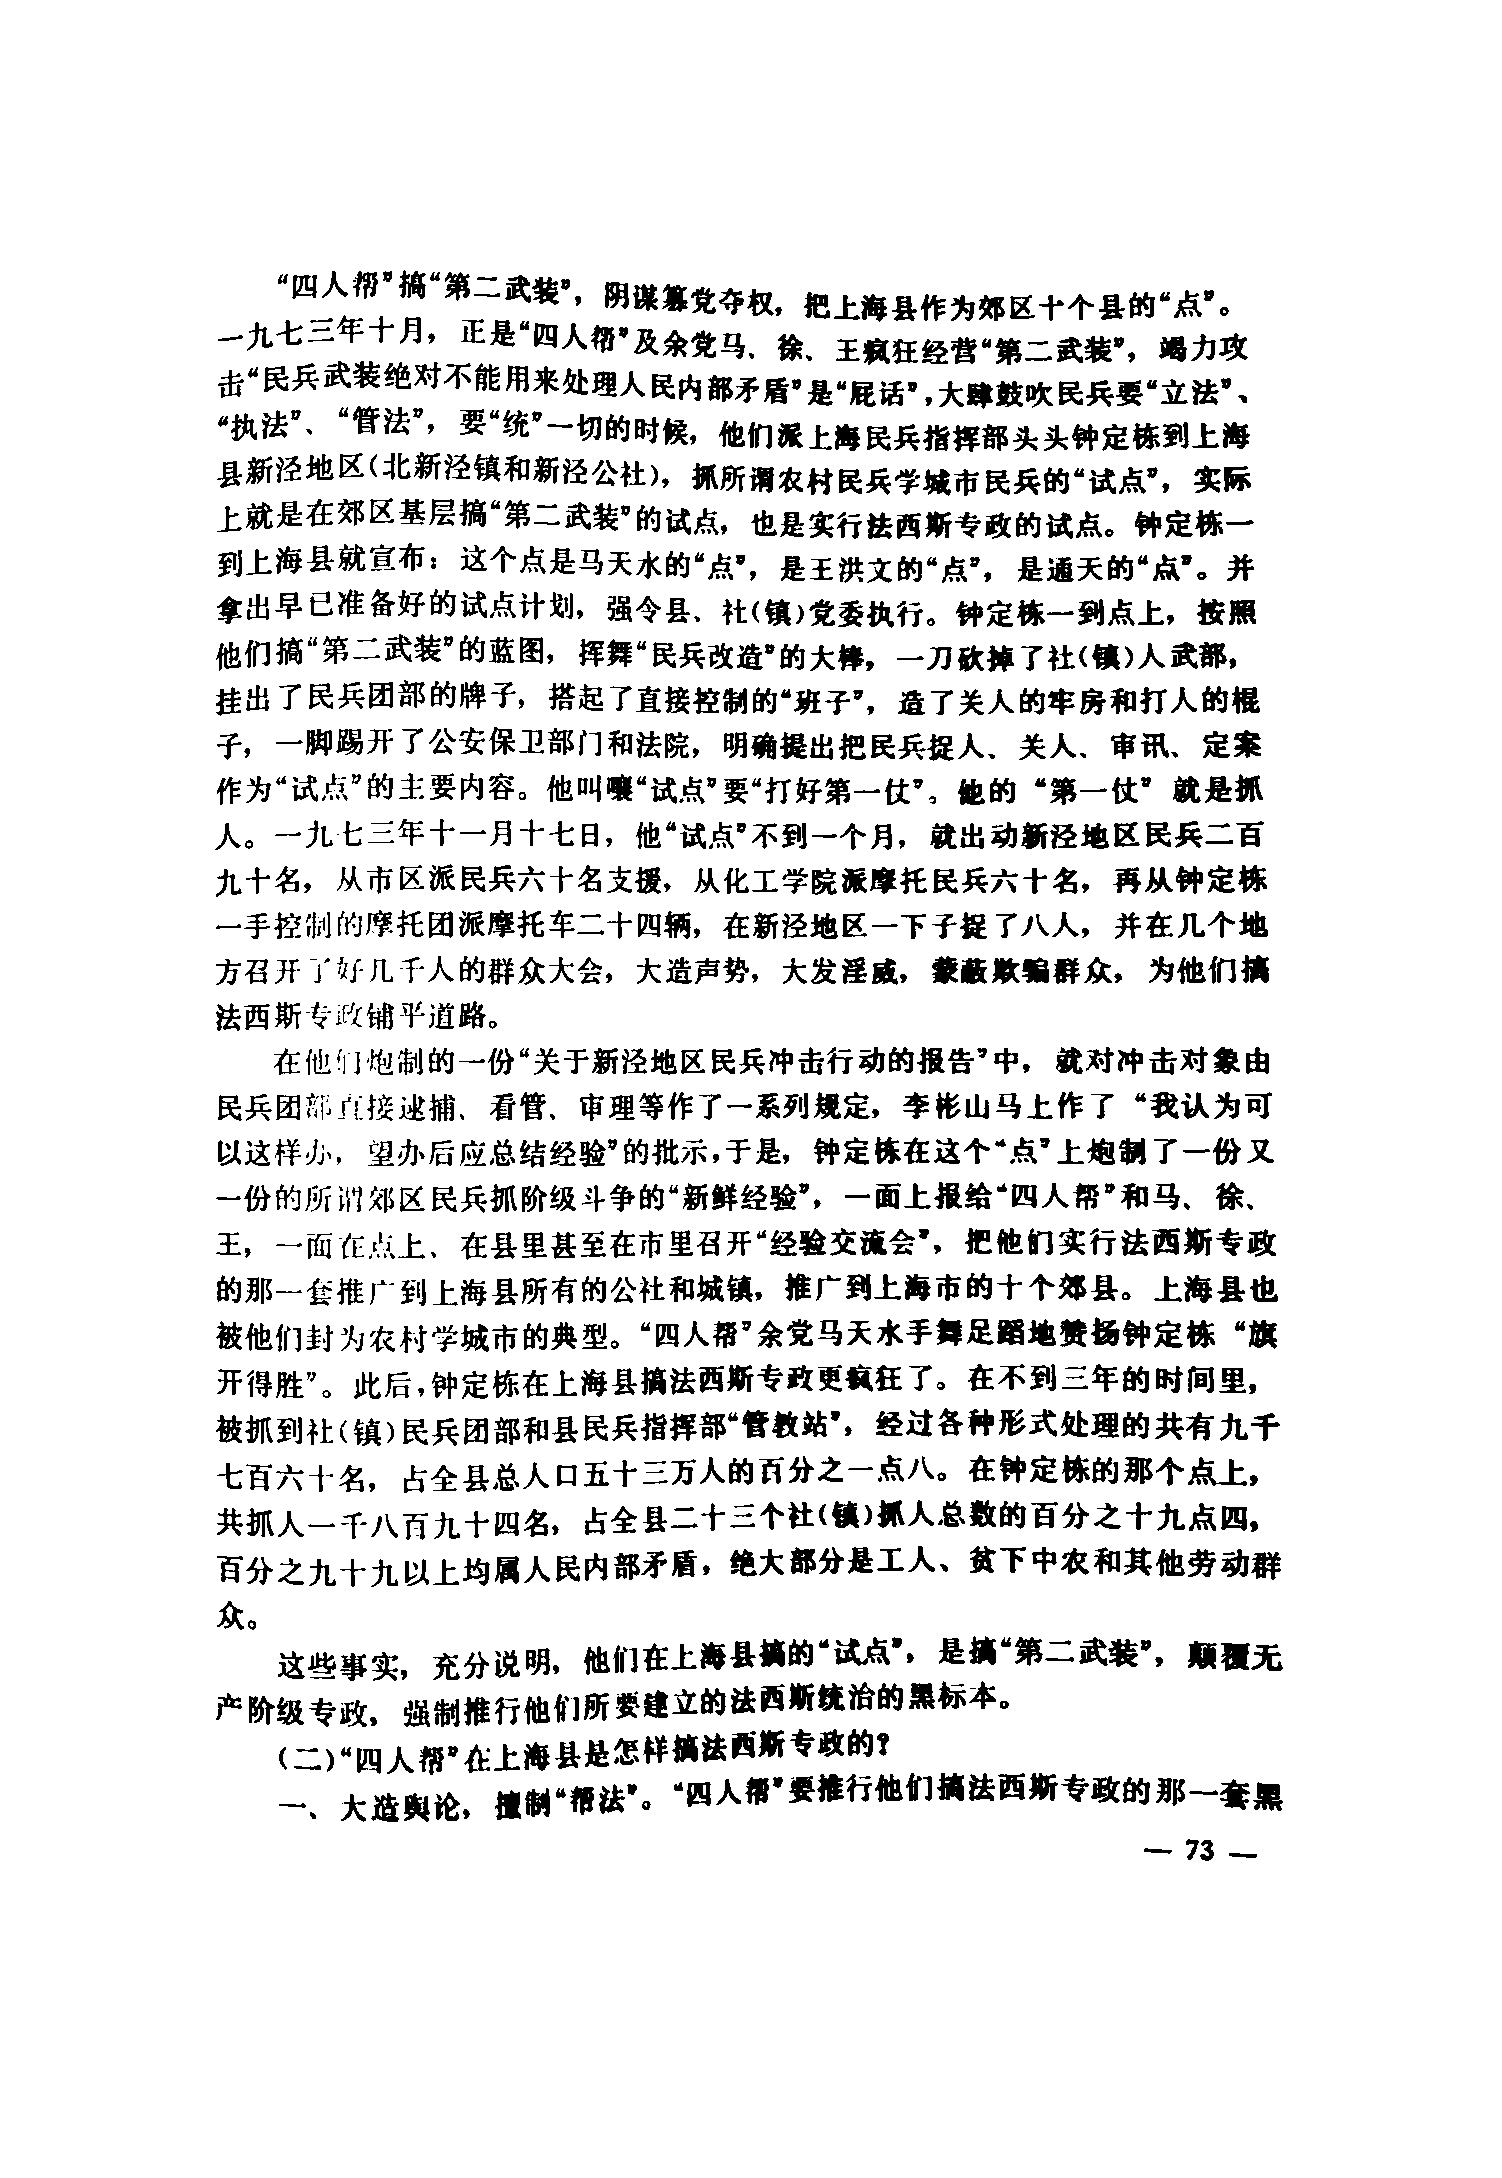 “四人帮”搞“第二武装”，阴谋篡党夺权，把上海县作为郊区十个县的“点”。
一九七三年十月，正是“四人帮”及余党马、徐、王疯狂经营“第二武装”，竭力攻
击“民兵武装绝对不能用来处理人民内部矛盾”是“屁话”，大肆鼓吹民兵要“立法”、
“执法”、“管法”，要“统”一切的时候，他们派上海民兵指挥部头头钟定栋到上海
县新泾地区(北新泾镇和新泾公社)，抓所谓农村民兵学城市民兵的“试点”，实际
上就是在郊区基层搞“第二武装”的试点，也是实行法西斯专政的试点。钟定栋一
到上海县就宣布：这个点是马天水的“点”，是王洪文的“点”，是通天的“点”。并
拿出早已准备好的试点计划，强令县、社(镇)党委执行。钟定栋一到点上，按照
他们搞“第二武装”的蓝图，挥舞“民兵改造”的大棒，一刀砍掉了社(镇)人武部，
挂出了民兵团部的牌子，搭起了直接控制的“班子”，造了关人的牢房和打人的棍
子，一脚踢开了公安保卫部门和法院，明确提出把民兵捉人、关人、审讯、定案
作为“试点”的主要内容。他叫嚷“试点”要“打好第一仗”。他的“第一仗”就是抓
人。一九七三年十一月十七日，他“试点”不到一个月，就出动新泾地区民兵二百
九十名，从市区派民兵六十名支援，从化工学院派摩托民兵六十名，再从钟定栋
一手控制的摩托团派摩托车二十四辆，在新泾地区一下子捉了八人，并在几个地
方召开了好几千人的群众大会，大造声势，大发淫威，蒙蔽欺骗群众，为他们搞
法西斯专政铺平道路。
在他们炮制的一份“关于新泾地区民兵冲击行动的报告”中，就对冲击对象由
民兵团部直接逮捕、看管、审理等作了一系列规定，李彬山马上作了“我认为可
以这样办，望办后应总结经验”的批示，于是，钟定栋在这个“点”上炮制了一份又
一份的所谓郊区民兵抓阶级斗争的“新鲜经验”，一面上报给“四人帮”和马、徐、
王，一面在点上、在县里甚至在市里召开“经验交流会”，把他们实行法西斯专政
的那一套推广到上海县所有的公社和城镇，推广到上海市的十个郊县。上海县也
被他们封为农村学城市的典型。“四人帮”余党马天水手舞足蹈地赞扬钟定栋“旗
开得胜”。此后，钟定栋在上海县搞法西斯专政更疯狂了。在不到三年的时间里，
被抓到社(镇)民兵团部和县民兵指挥部“管教站”，经过各种形式处理的共有九千
七百六十名，占全县总人口五十三万人的百分之一点八。在钟定栋的那个点上，
共抓人一千八百九十四名，占全县二十三个社(镇)抓人总数的百分之十九点四，
百分之九十九以上均属人民内部矛盾，绝大部分是工人、贫下中农和其他劳动群
众。
这些事实，充分说明，他们在上海县搞的“试点”，是搞“第二武装”，颠覆无
产阶级专政，强制推行他们所要建立的法西斯统治的黑标本。
(二)“四人帮”在上海县是怎样搞法西斯专政的？
一、大造舆论，擅制“帮法”。“四人帮”要推行他们搞法西斯专政的那一套黑
— 73 —